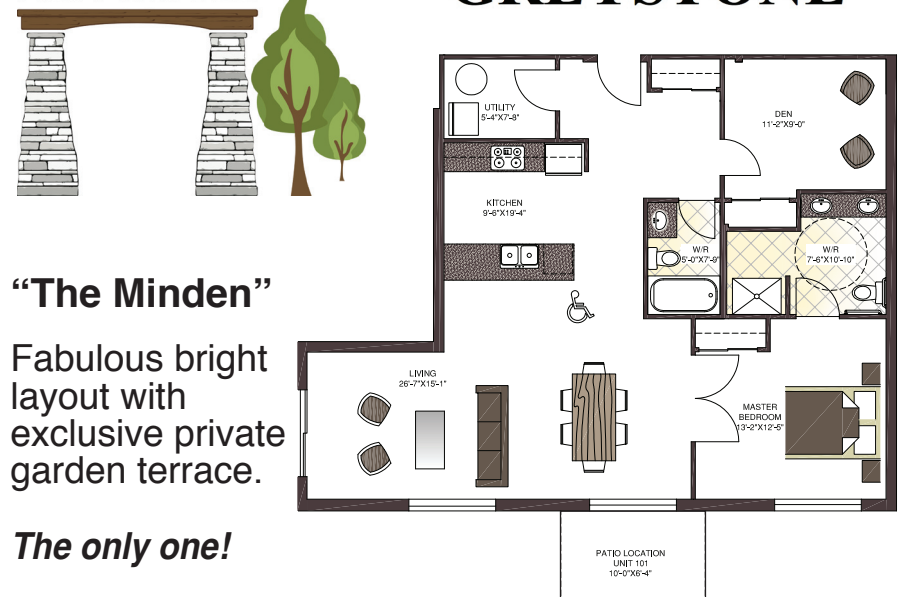 GREYSTONE
“The Minden”
Fabulous bright
layout with
exclusive private
garden terrace.
The only one!
UTILITY
5'-4"X7'-8"
DEN
11'-2"X9'-0"
KITCHEN
9'-6"X19'-4"
W/R
5'-0"X7'-9"
W/R
7'-6"X10'-10"
LIVING
26'-7"X15'-1"
MASTER
BEDROOM
13'-2"X12'-5"
PATIO LOCATION
UNIT 101
10'-0"X6'-4"